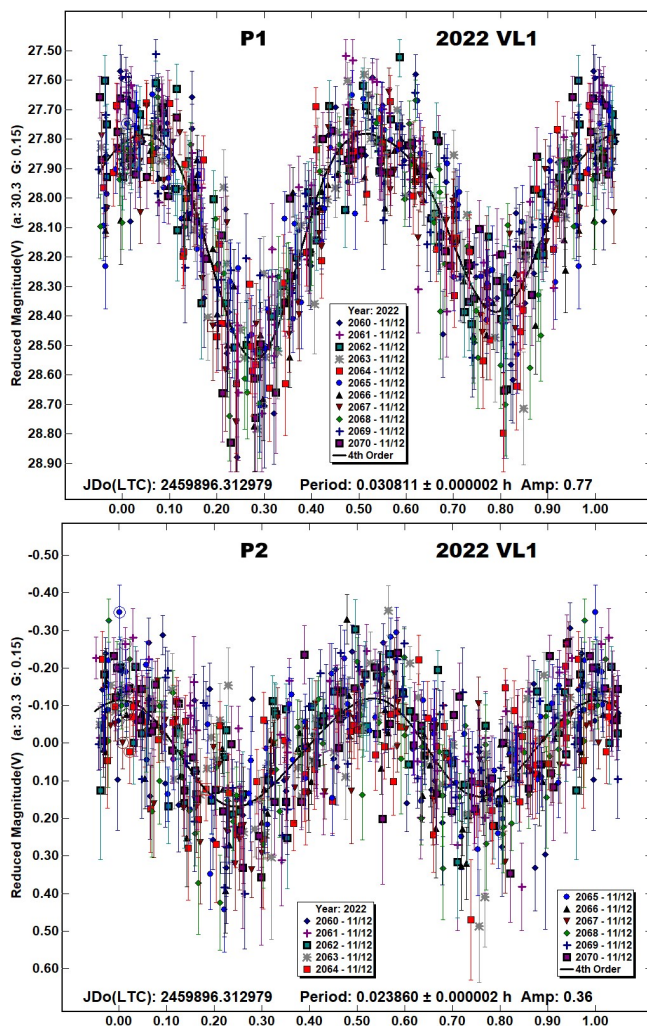 P1 2022 VL1
27.50
27.60
27.70
27.80
27.90
28.00
28.10
28.20
28.30
28.40
28.50
28.60
28.70
28.80
28.90
Reduced Magnitude(V) (a: 30.3 G: 0.15)
Year: 2022
2060 - 11/12
2061 - 11/12
2062 - 11/12
2063 - 11/12
2064 - 11/12
2065 - 11/12
2066 - 11/12
2067 - 11/12
2068 - 11/12
2069 - 11/12
2070 - 11/12
4th Order
JDo(LTC): 2459896.312979 Period: 0.030811 ± 0.000002 h Amp: 0.77
0.00 0.10 0.20 0.30 0.40 0.50 0.60 0.70 0.80 0.90 1.00
P2 2022 VL1
-0.50
-0.40
-0.30
-0.20
-0.10
0.00
0.10
0.20
0.30
0.40
0.50
0.60
Reduced Magnitude(V) (a: 30.3 G: 0.15)
Year: 2022
2060 - 11/12
2061 - 11/12
2062 - 11/12
2063 - 11/12
2064 - 11/12
2065 - 11/12
2066 - 11/12
2067 - 11/12
2068 - 11/12
2069 - 11/12
2070 - 11/12
4th Order
JDo(LTC): 2459896.312979 Period: 0.023860 ± 0.000002 h Amp: 0.36
0.00 0.10 0.20 0.30 0.40 0.50 0.60 0.70 0.80 0.90 1.00